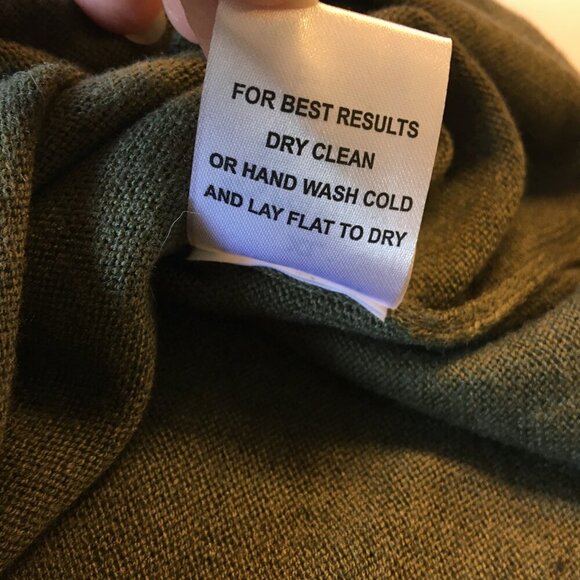 FOR BEST RESULTS
DRY CLEAN
OR HAND WASH COLD
AND LAY FLAT TO DRY